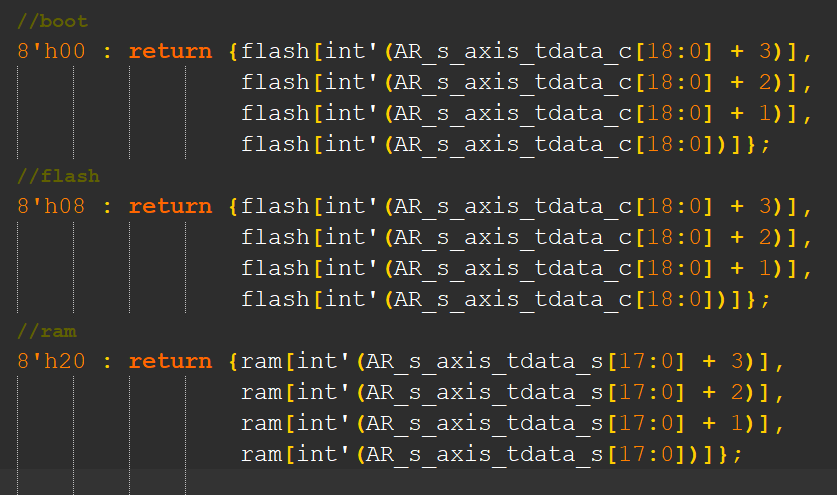 //boot
8'h00 : return {flash[int'(AR_s_axis_tdata_c[18:0] + 3)],
flash[int'(AR_s_axis_tdata_c[18:0] + 2)],
flash[int'(AR_s_axis_tdata_c[18:0] + 1)],
flash[int'(AR_s_axis_tdata_c[18:0])]};
//flash
8'h08 : return {flash[int'(AR_s_axis_tdata_c[18:0] + 3)],
flash[int'(AR_s_axis_tdata_c[18:0] + 2)],
flash[int'(AR_s_axis_tdata_c[18:0] + 1)],
flash[int'(AR_s_axis_tdata_c[18:0])]};
//ram
8'h20 : return {ram[int'(AR_s_axis_tdata_s[17:0] + 3)],
ram[int'(AR_s_axis_tdata_s[17:0] + 2)],
ram[int'(AR_s_axis_tdata_s[17:0] + 1)],
ram[int'(AR_s_axis_tdata_s[17:0])]};